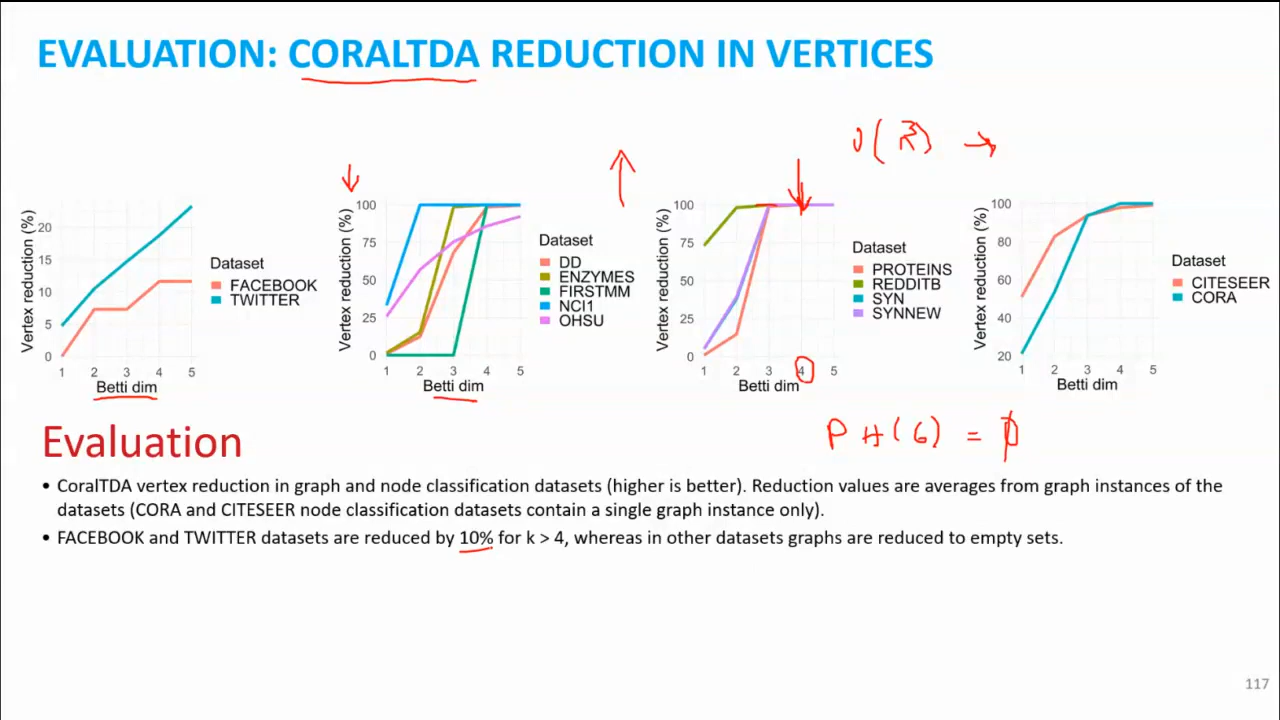 EVALUATION: CORALTDA REDUCTION IN VERTICES
Vertex reduction (%)
20
15
10
5
0
1 2 3 4 5
Betti dim
Dataset
FACEBOOK
TWITTER
Vertex reduction (%)
100
75
50
25
0
1 2 3 4 5
Betti dim
Dataset
DD
ENZYMES
FIRSTMM
NCI1
OHSU
Vertex reduction (%)
100
75
50
25
0
1 2 3 4 5
Betti dim
Dataset
PROTEINS
REDDITB
SYN
SYNNEW
Vertex reduction (%)
100
80
60
40
20
1 2 3 4 5
Betti dim
Dataset
CITESEER
CORA
PH(G) = ∅
Evaluation
• CoralTDA vertex reduction in graph and node classification datasets (higher is better). Reduction values are averages from graph instances of the
datasets (CORA and CITESEER node classification datasets contain a single graph instance only).
• FACEBOOK and TWITTER datasets are reduced by 10% for k > 4, whereas in other datasets graphs are reduced to empty sets.
117